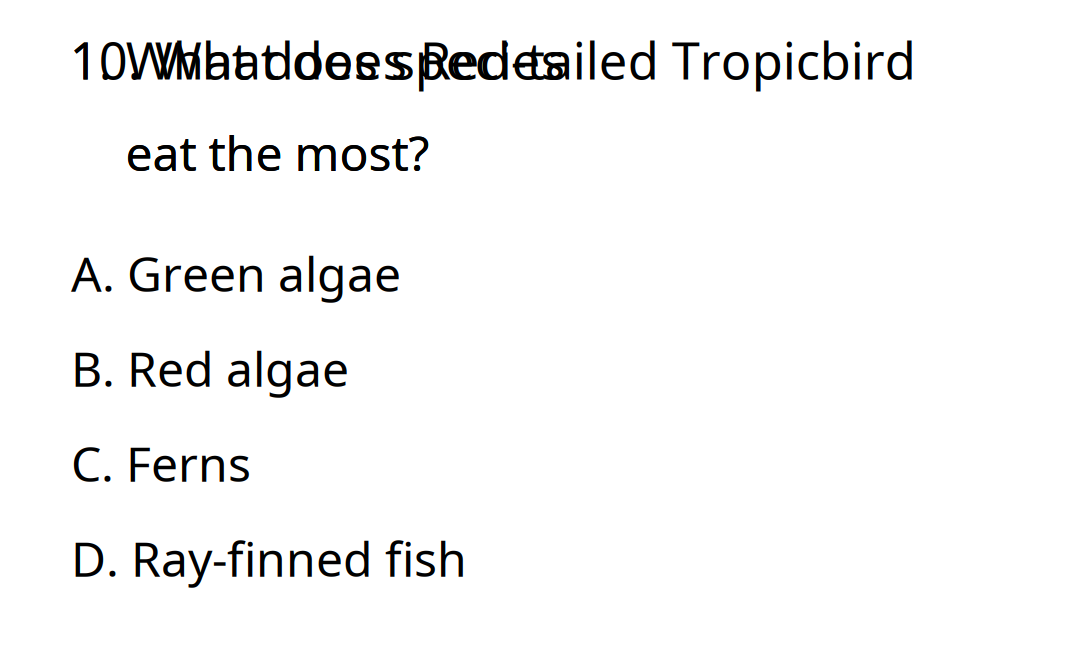 10. What does Red-tailed Tropicbird
eat the most?
A. Green algae
B. Red algae
C. Ferns
D. Ray-finned fish